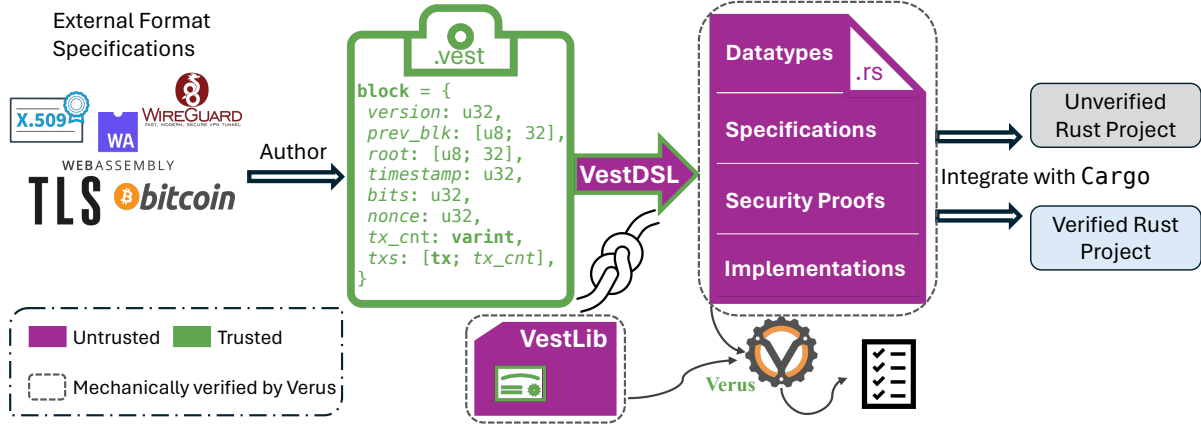 External Format
Specifications
X.509
WA
WIREGUARD
FAST, MODERN, SECURE VPN TUNNEL
WEBASSEMBLY
TLS
bitcoin
Author
.vest
block = {
version: u32,
prev_blk: [u8; 32],
root: [u8; 32],
timestamp: u32,
bits: u32,
nonce: u32,
tx_cnt: varint,
txs: [tx; tx_cnt],
}
VestDSL
Datatypes
.rs
Specifications
Security Proofs
Implementations
Unverified
Rust Project
Integrate with Cargo
Verified Rust
Project
Untrusted
Trusted
Mechanically verified by Verus
VestLib
Verus